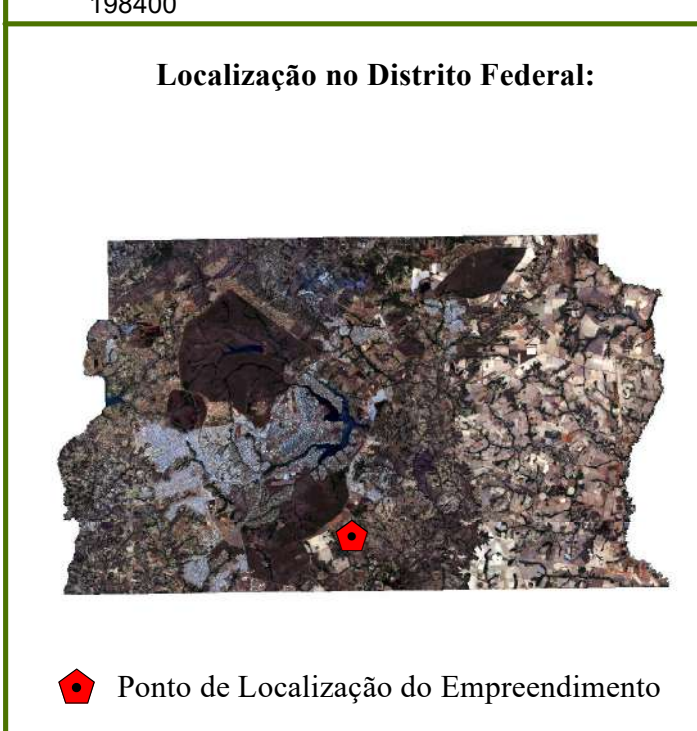 198400
Localização no Distrito Federal:
Ponto de Localização do Empreendimento